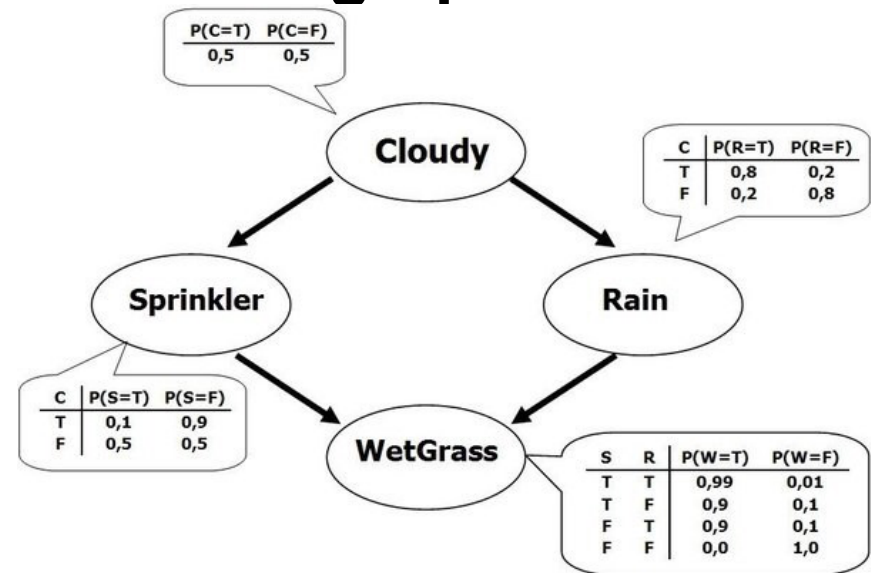 P(C=T) P(C=F)
0,5 0,5
Cloudy
C P(R=T) P(R=F)
T 0,8 0,2
F 0,2 0,8
Sprinkler
Rain
C P(S=T) P(S=F)
T 0,1 0,9
F 0,5 0,5
WetGrass
S R P(W=T) P(W=F)
T T 0,99 0,01
T F 0,9 0,1
F T 0,9 0,1
F F 0,0 1,0